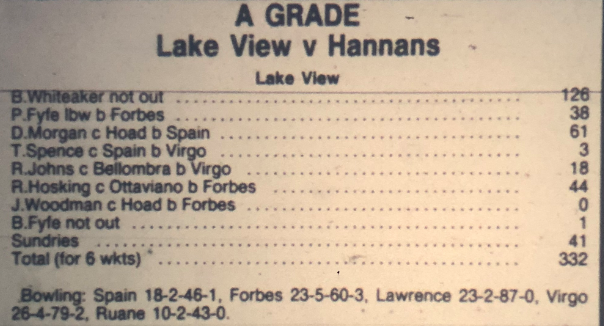 A GRADE
Lake View v Hannans
Lake View
B.Whiteaker not out ........................................ 126
P.Fyfe lbw b Forbes ........................................ 38
D.Morgan c Hoad b Spain ........................................ 61
T.Spence c Spain b Virgo ........................................ 3
R.Johns c Bellombra b Virgo ........................................ 18
R.Hosking c Ottaviano b Forbes ........................................ 44
J.Woodman c Hoad b Forbes ........................................ 0
B.Fyfe not out ........................................ 1
Sundries ........................................ 41
Total (for 6 wkts) ........................................ 332
Bowling: Spain 18-2-46-1, Forbes 23-5-60-3, Lawrence 23-2-87-0, Virgo
26-4-79-2, Ruane 10-2-43-0.